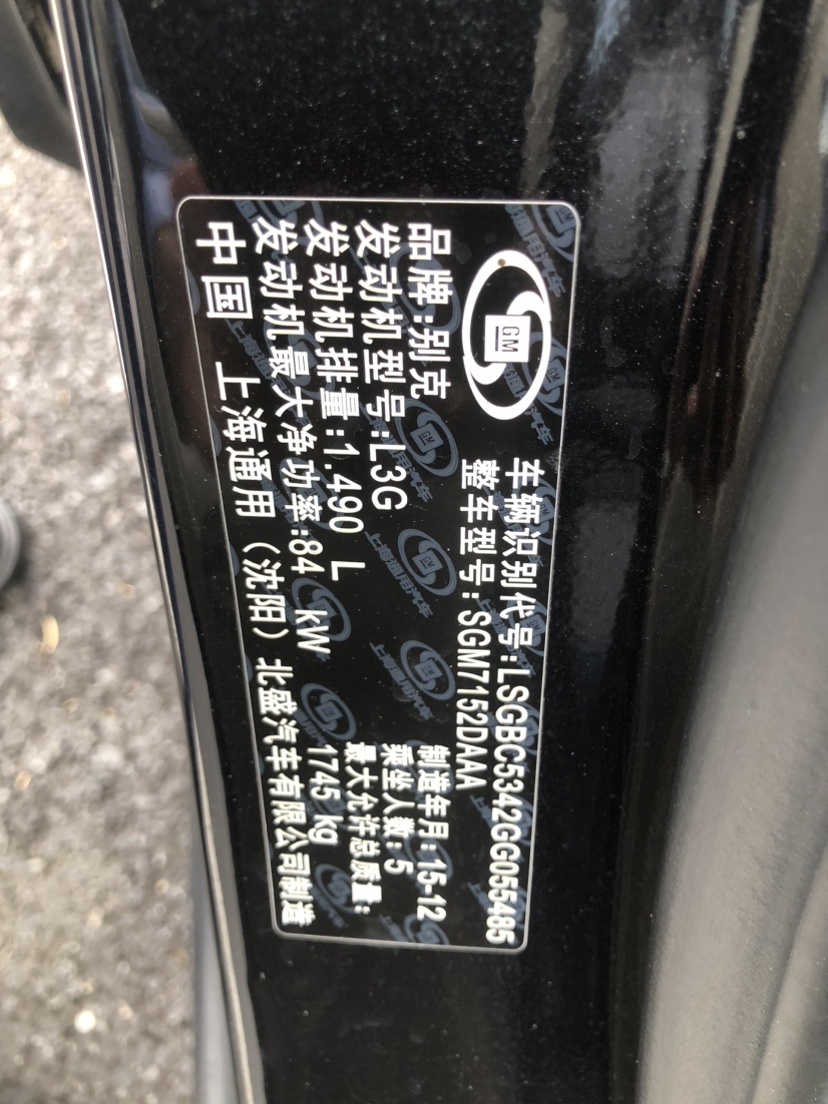 GM
车辆识别代号:LSGBC5342GG055485
整车型号:SGM7152DAAA
品牌:别克
制造年月:15-12
发动机型号:L3G
乘坐人数:5
发动机排量:1.490 L
最大允许总质量:
发动机最大净功率:84 kW
1745 kg
中国 上海通用(沈阳)北盛汽车有限公司制造